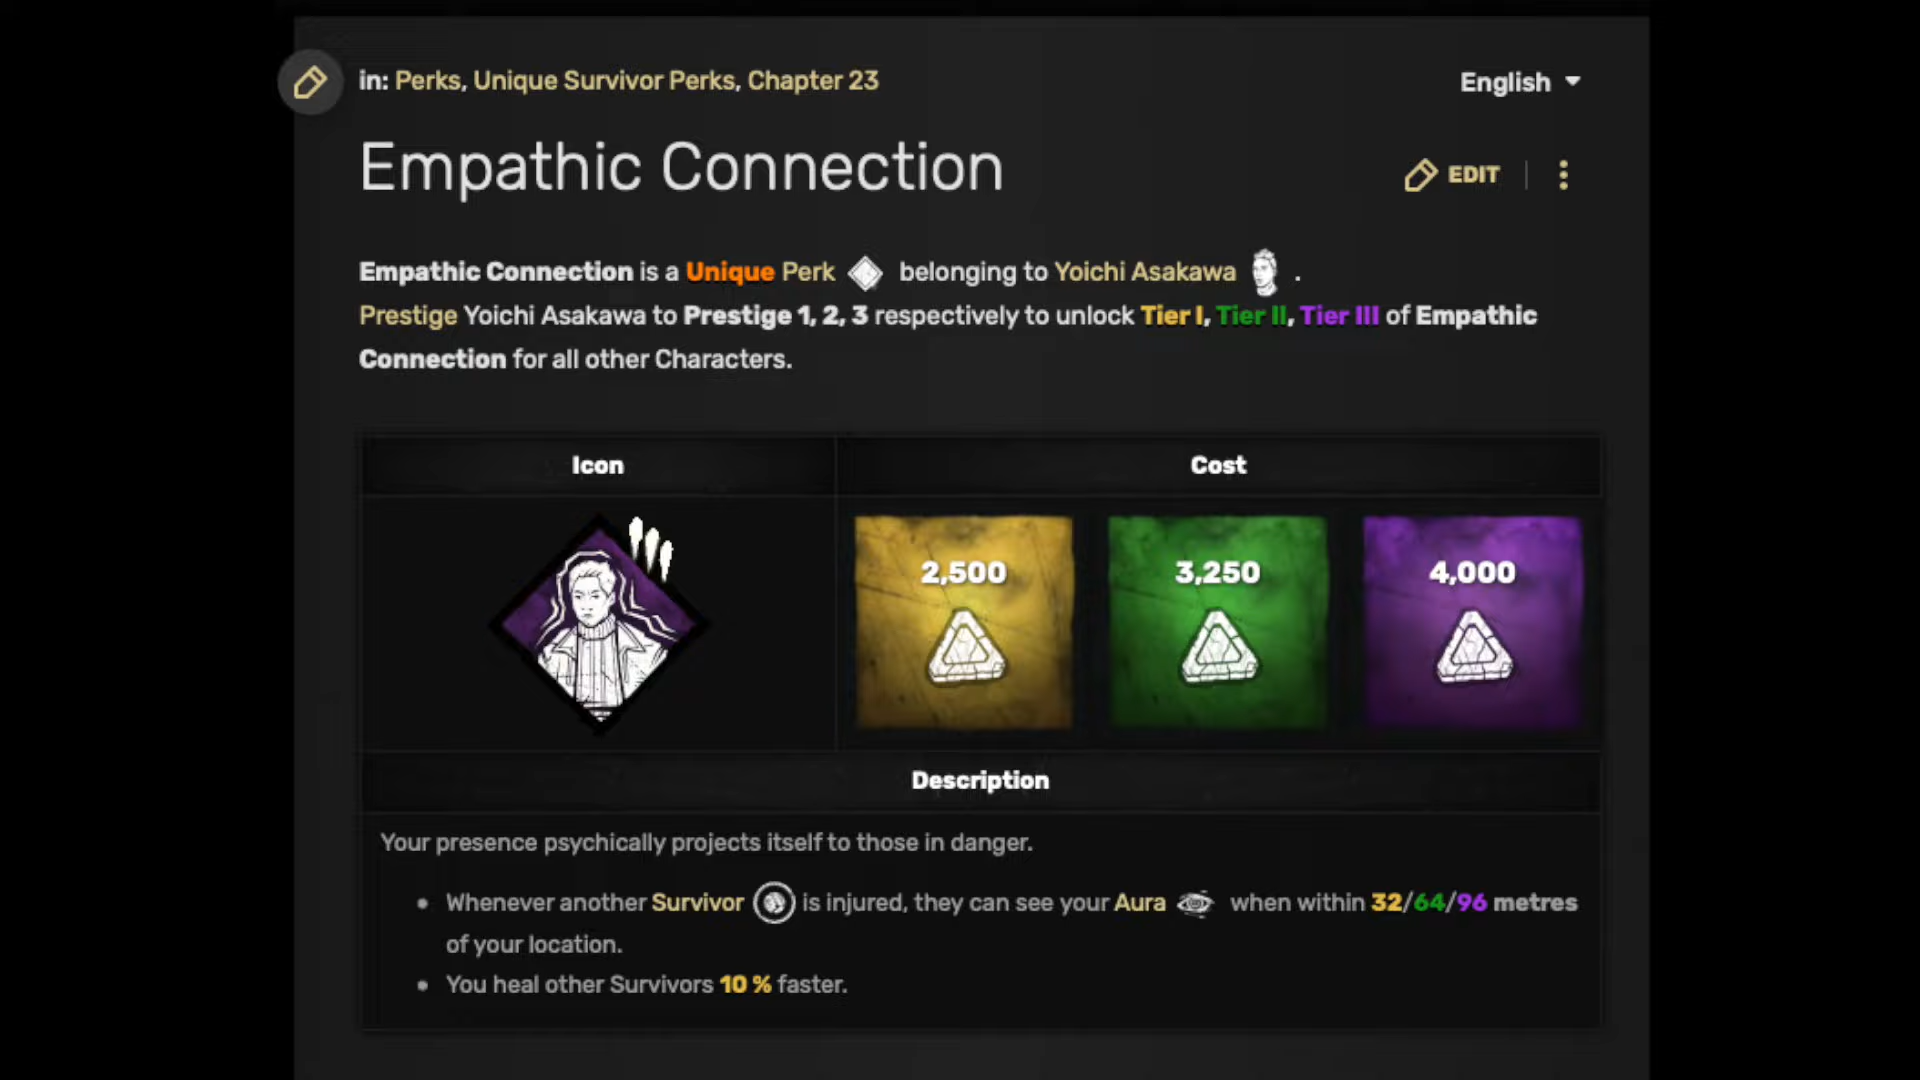 in: Perks, Unique Survivor Perks, Chapter 23
English
Empathic Connection
EDIT
Empathic Connection is a Unique Perk belonging to Yoichi Asakawa .
Prestige Yoichi Asakawa to Prestige 1, 2, 3 respectively to unlock Tier I, Tier II, Tier III of Empathic
Connection for all other Characters.
Icon
Cost
2,500
3,250
4,000
Description
Your presence psychically projects itself to those in danger.
Whenever another Survivor is injured, they can see your Aura when within 32/64/96 metres
of your location.
You heal other Survivors 10 % faster.